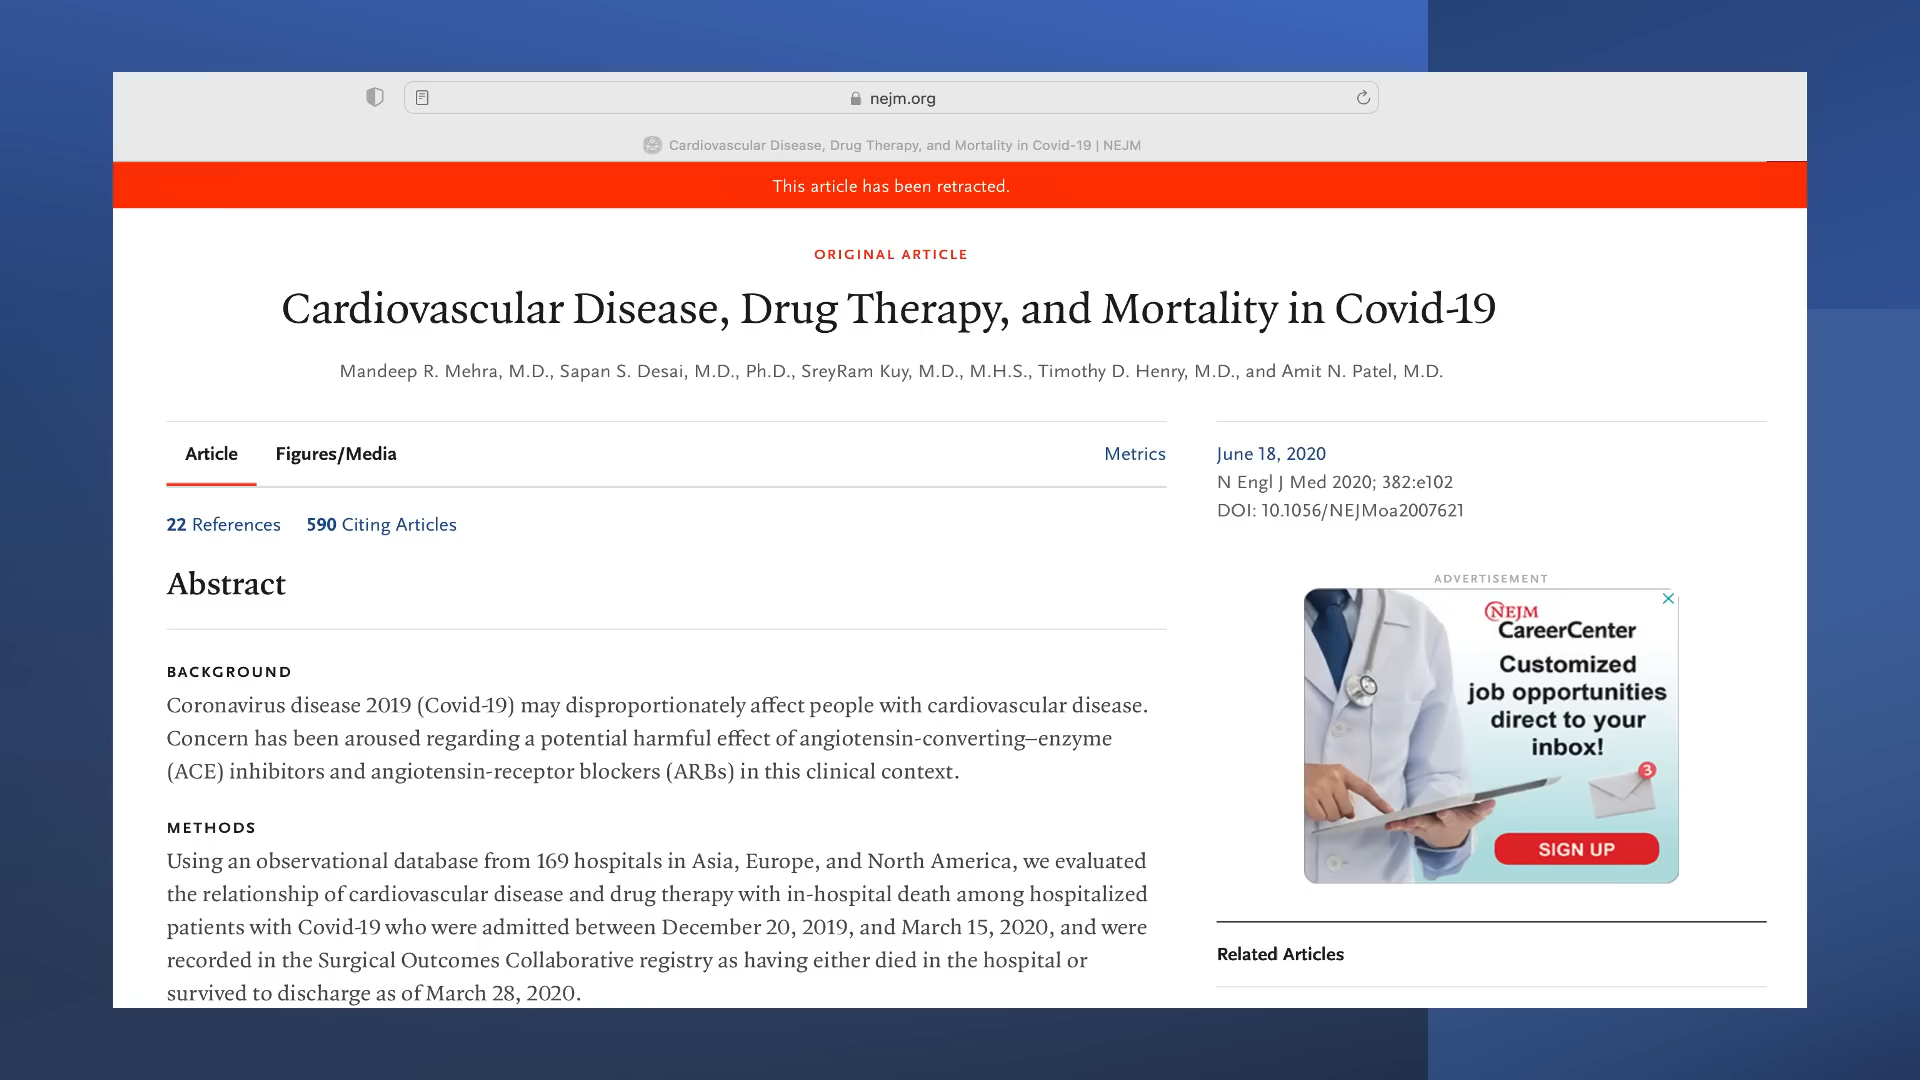 nejm.org
Cardiovascular Disease, Drug Therapy, and Mortality in Covid-19 | NEJM
This article has been retracted.
ORIGINAL ARTICLE
Cardiovascular Disease, Drug Therapy, and Mortality in Covid-19
Mandeep R. Mehra, M.D., Sapan S. Desai, M.D., Ph.D., SreyRam Kuy, M.D., M.H.S., Timothy D. Henry, M.D., and Amit N. Patel, M.D.
Article Figures/Media Metrics
22 References 590 Citing Articles
Abstract
BACKGROUND
Coronavirus disease 2019 (Covid-19) may disproportionately affect people with cardiovascular disease.
Concern has been aroused regarding a potential harmful effect of angiotensin-converting–enzyme
(ACE) inhibitors and angiotensin-receptor blockers (ARBs) in this clinical context.
METHODS
Using an observational database from 169 hospitals in Asia, Europe, and North America, we evaluated
the relationship of cardiovascular disease and drug therapy with in-hospital death among hospitalized
patients with Covid-19 who were admitted between December 20, 2019, and March 15, 2020, and were
recorded in the Surgical Outcomes Collaborative registry as having either died in the hospital or
survived to discharge as of March 28, 2020.
June 18, 2020
N Engl J Med 2020; 382:e102
DOI: 10.1056/NEJMoa2007621
ADVERTISEMENT
NEJM
CareerCenter
Customized
job opportunities
direct to your
inbox!
3
SIGN UP
Related Articles